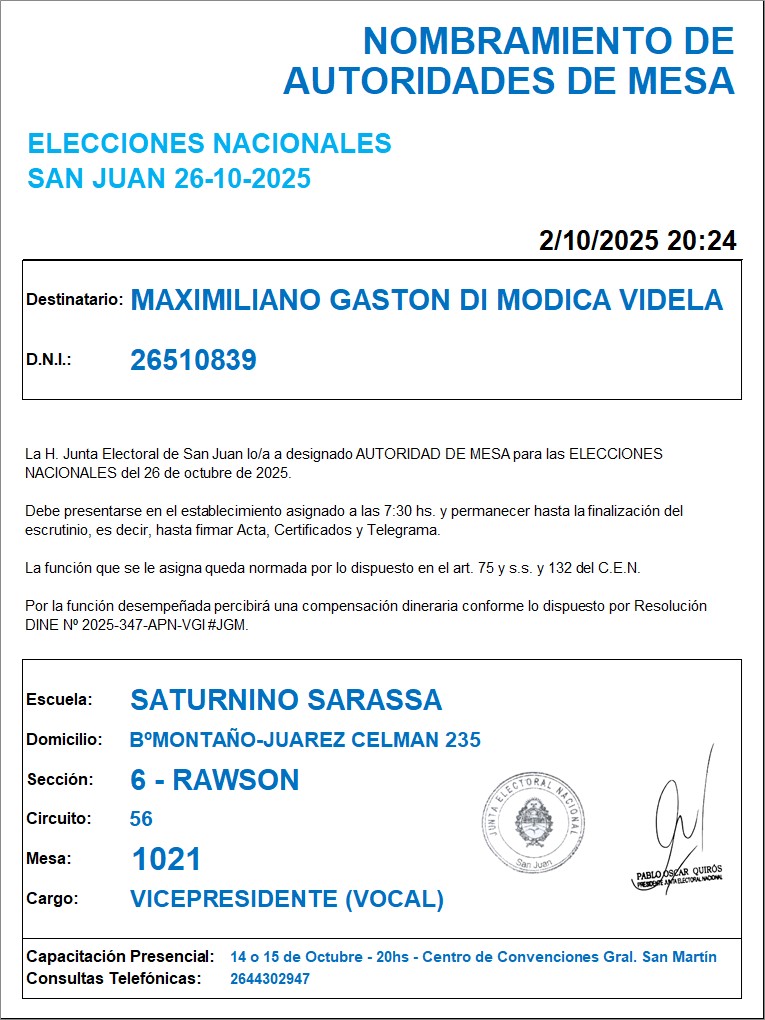 NOMBRAMIENTO DE
AUTORIDADES DE MESA
ELECCIONES NACIONALES
SAN JUAN 26-10-2025
2/10/2025 20:24
Destinatario: MAXIMILIANO GASTON DI MODICA VIDELA
D.N.I.: 26510839
La H. Junta Electoral de San Juan lo/a a designado AUTORIDAD DE MESA para las ELECCIONES
NACIONALES del 26 de octubre de 2025.
Debe presentarse en el establecimiento asignado a las 7:30 hs. y permanecer hasta la finalización del
escrutinio, es decir, hasta firmar Acta, Certificados y Telegrama.
La función que se le asigna queda normada por lo dispuesto en el art. 75 y s.s. y 132 del C.E.N.
Por la función desempeñada percibirá una compensación dineraria conforme lo dispuesto por Resolución
DINE Nº 2025-347-APN-VGI#JGM.
Escuela: SATURNINO SARASSA
Domicilio: BºMONTAÑO-JUAREZ CELMAN 235
Sección: 6 - RAWSON
Circuito: 56
Mesa: 1021
Cargo: VICEPRESIDENTE (VOCAL)
JUNTA ELECTORAL NACIONAL
San Juan
PABLO OSCAR QUIRÓS
PRESIDENTE JUNTA ELECTORAL NACIONAL
Capacitación Presencial: 14 o 15 de Octubre - 20hs - Centro de Convenciones Gral. San Martín
Consultas Telefónicas: 2644302947